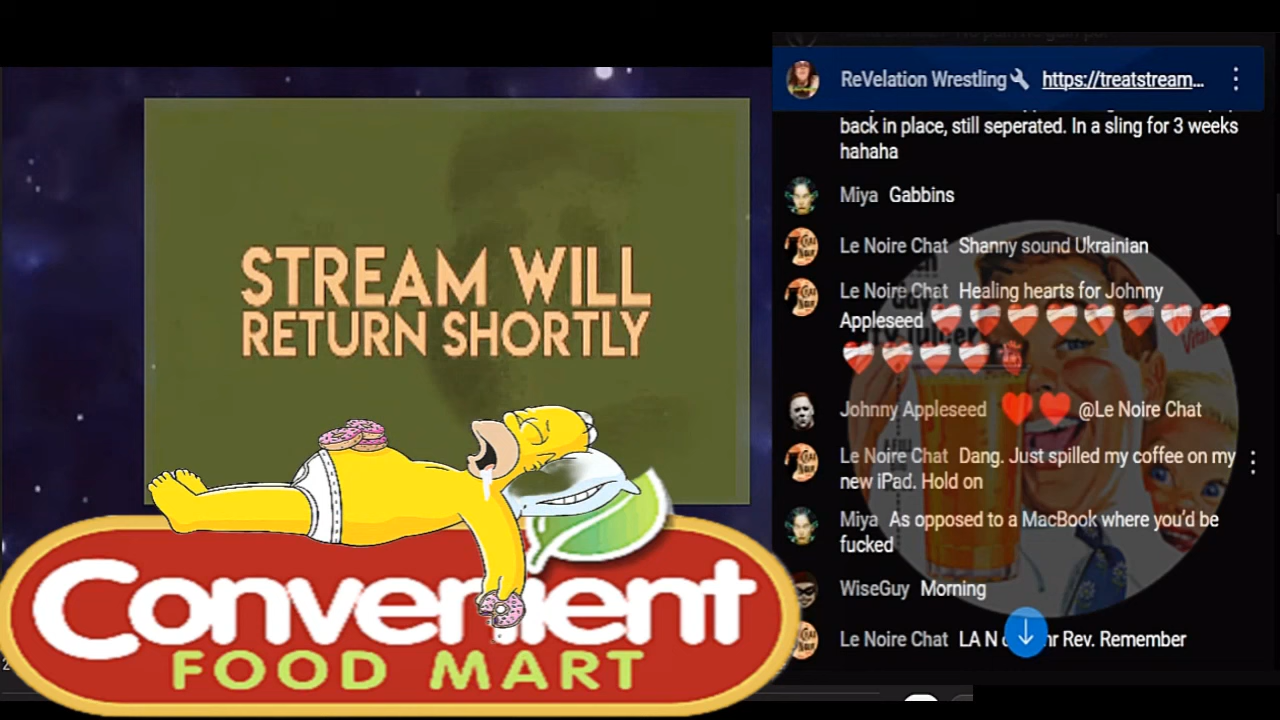 STREAM WILL
RETURN SHORTLY
Convenient
FOOD MART
ReVelation Wrestling https://treatstream...
back in place, still seperated. In a sling for 3 weeks
hahaha
Miya Gabbins
Le Noire Chat Shanny sound Ukrainian
Le Noire Chat Healing hearts for Johnny
Appleseed
Johnny Appleseed @Le Noire Chat
Le Noire Chat Dang. Just spilled my coffee on my
new iPad. Hold on
Miya As opposed to a MacBook where you'd be
fucked
WiseGuy Morning
Le Noire Chat LA N Rev. Remember